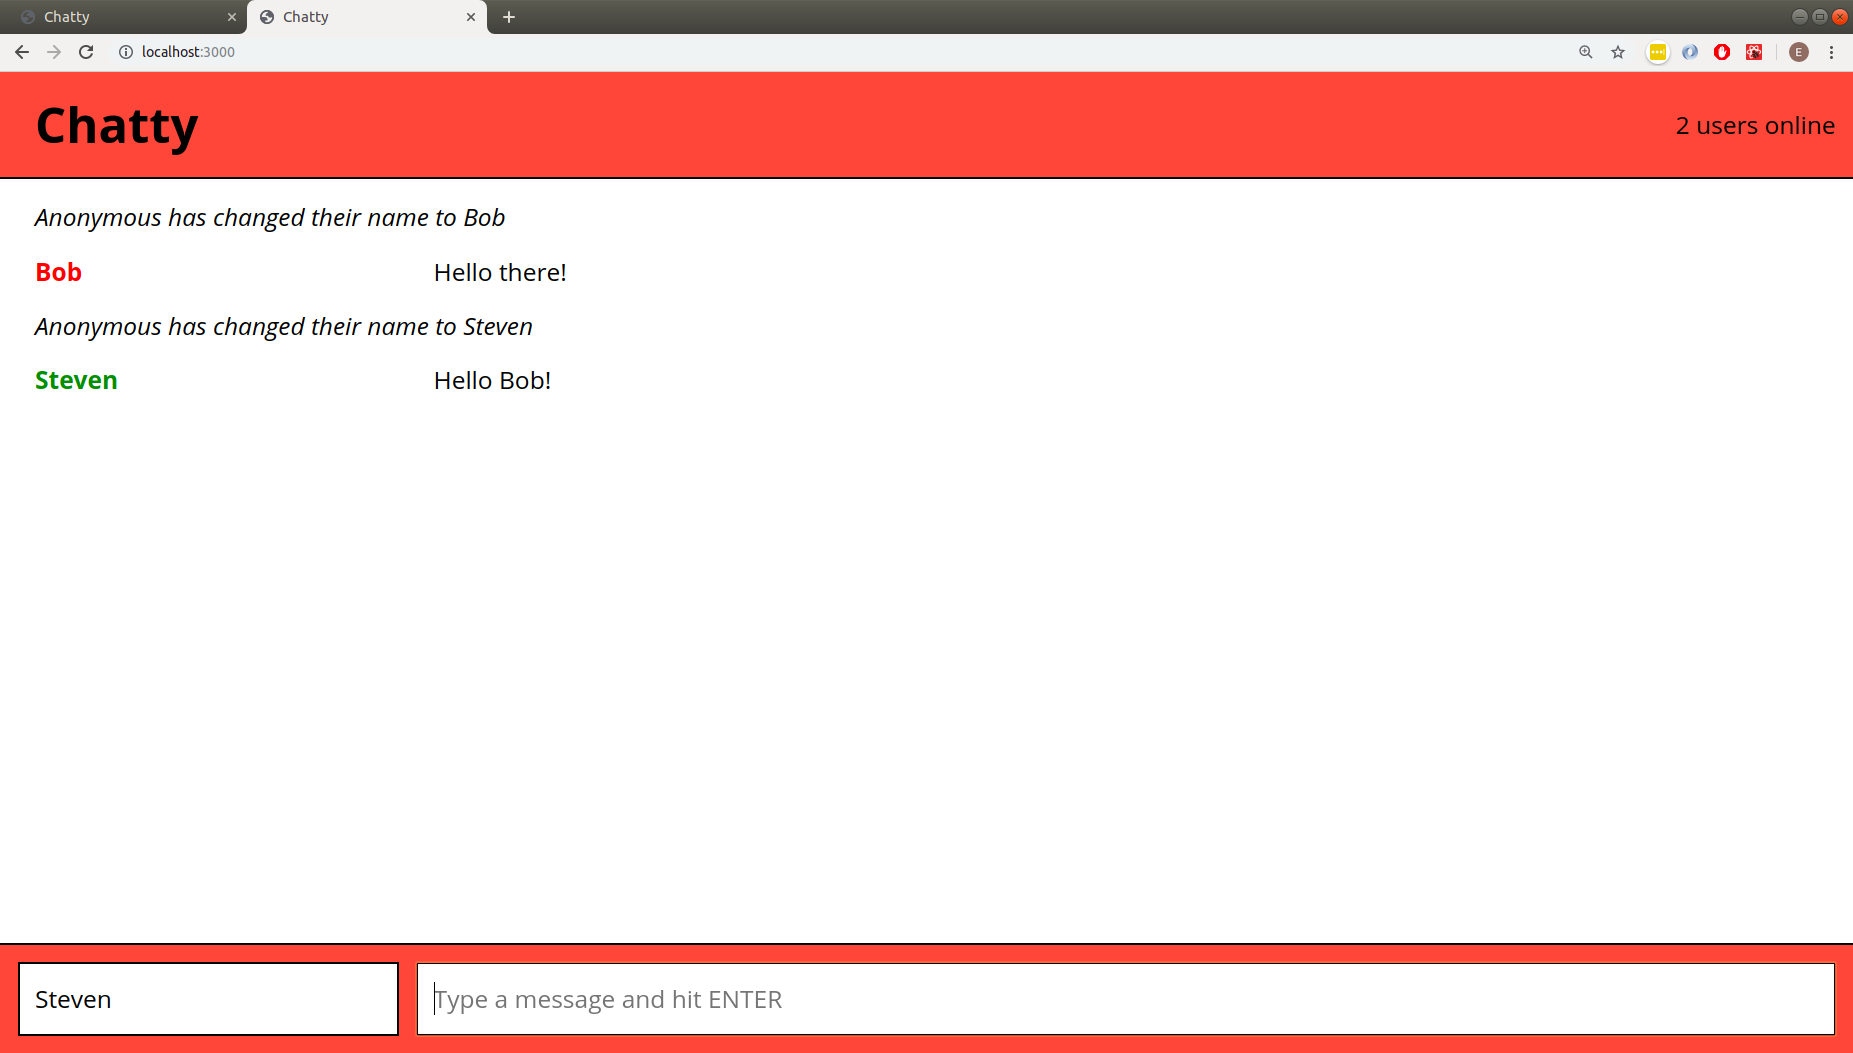 Chatty
Chatty
localhost:3000
E
Chatty
2 users online
Anonymous has changed their name to Bob
Bob Hello there!
Anonymous has changed their name to Steven
Steven Hello Bob!
Steven
Type a message and hit ENTER